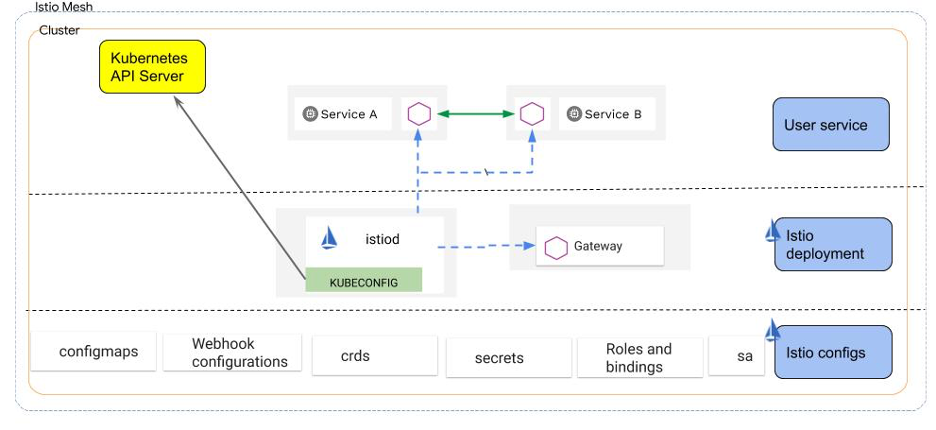 Istio Mesh
Cluster
Kubernetes
API Server
Service A
Service B
User service
istiod
KUBECONFIG
Gateway
Istio
deployment
configmaps
Webhook
configurations
crds
secrets
Roles and
bindings
sa
Istio configs